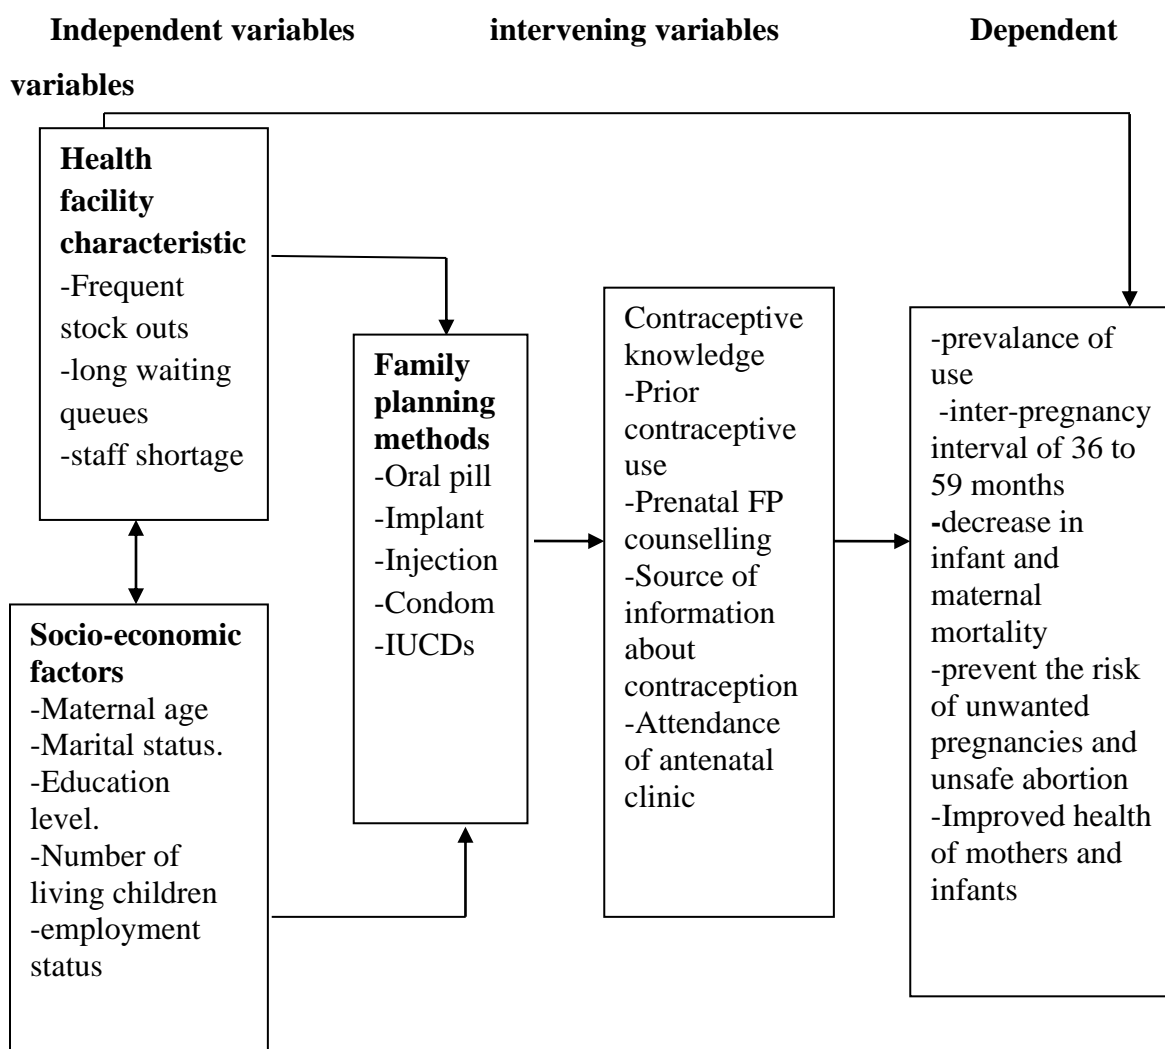 Independent variables intervening variables Dependent
variables
Health
facility
characteristic
-Frequent
stock outs
-long waiting
queues
-staff shortage
Socio-economic
factors
-Maternal age
-Marital status.
-Education
level.
-Number of
living children
-employment
status
Family
planning
methods
-Oral pill
-Implant
-Injection
-Condom
-IUCDs
Contraceptive
knowledge
-Prior
contraceptive
use
-Prenatal FP
counselling
-Source of
information
about
contraception
-Attendance
of antenatal
clinic
-prevalance of
use
-inter-pregnancy
interval of 36 to
59 months
-decrease in
infant and
maternal
mortality
-prevent the risk
of unwanted
pregnancies and
unsafe abortion
-Improved health
of mothers and
infants